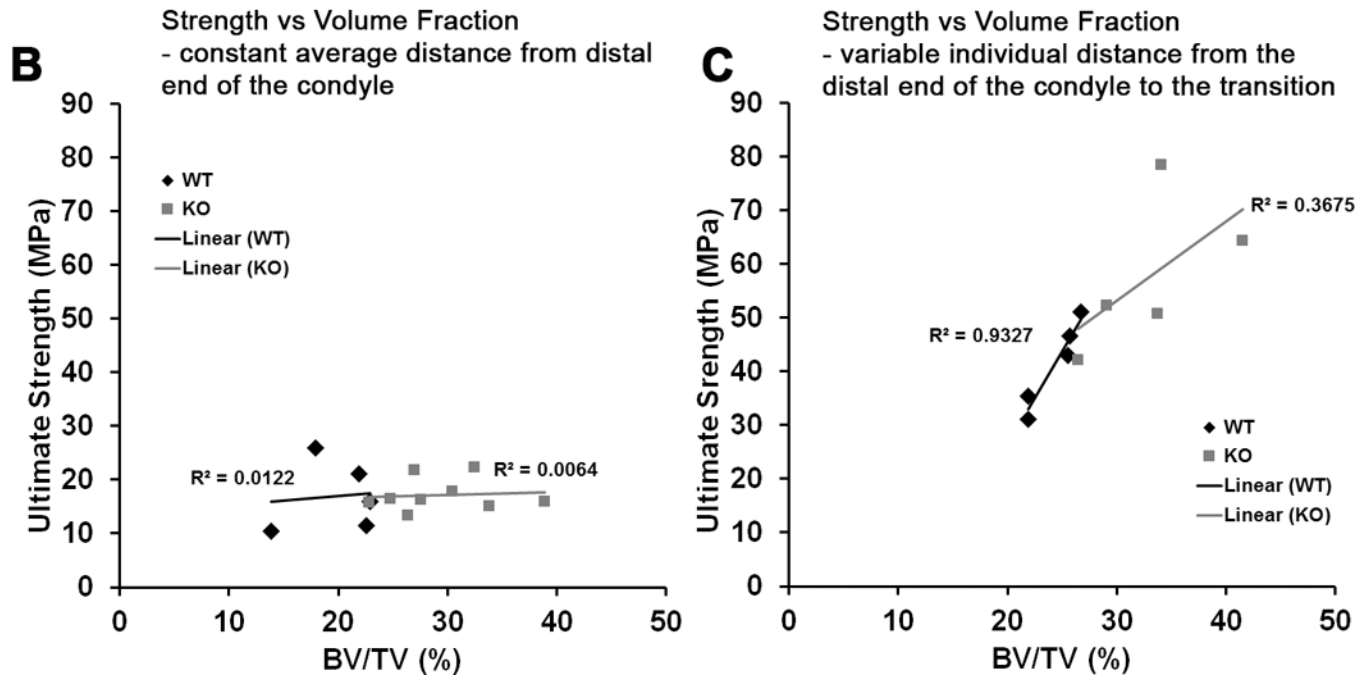 B
Strength vs Volume Fraction
- constant average distance from distal
end of the condyle
Ultimate Strength (MPa)
90
80
70
60
50
40
30
20
10
0
WT
KO
Linear (WT)
Linear (KO)
R² = 0.0122
R² = 0.0064
0 10 20 30 40 50
BV/TV (%)
C
Strength vs Volume Fraction
- variable individual distance from the
distal end of the condyle to the transition
Ultimate Srength (MPa)
90
80
70
60
50
40
30
20
10
0
R² = 0.3675
R² = 0.9327
WT
KO
Linear (WT)
Linear (KO)
0 10 20 30 40 50
BV/TV (%)